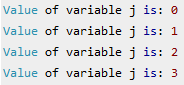 Value of variable j is: 0
Value of variable j is: 1
Value of variable j is: 2
Value of variable j is: 3